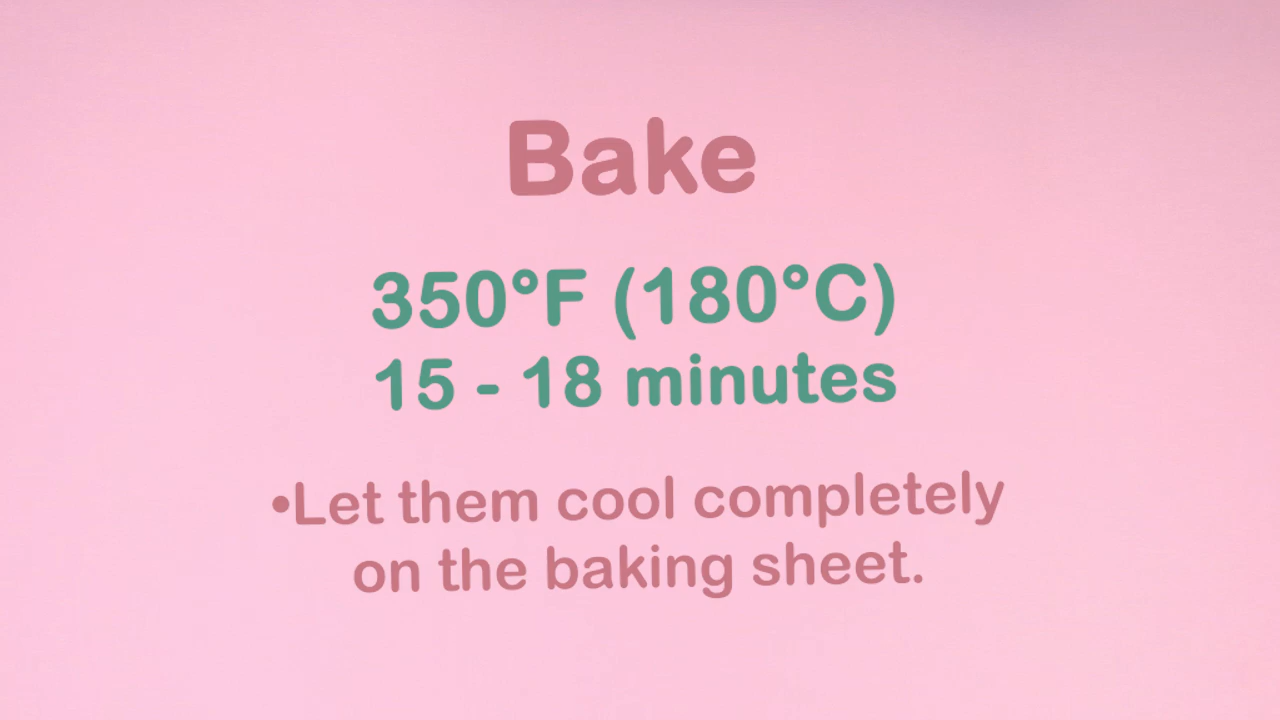 Bake
350°F (180°C)
15 - 18 minutes
•Let them cool completely
on the baking sheet.